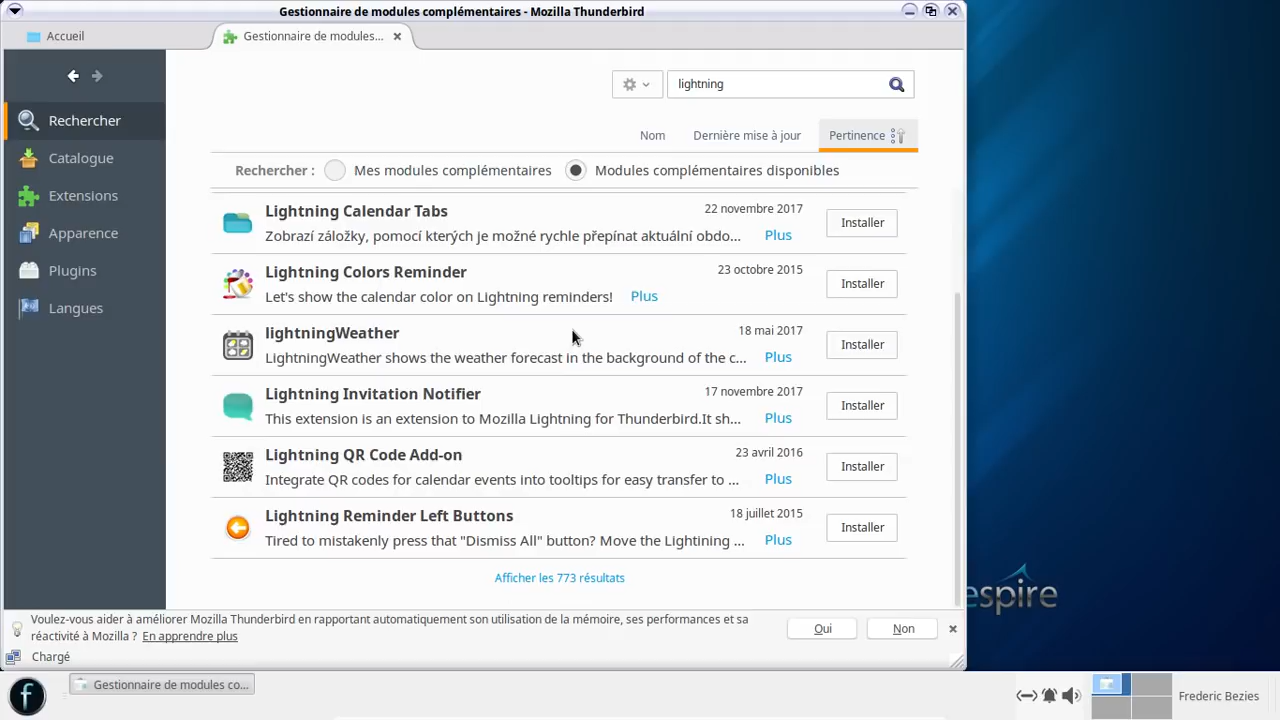 Gestionnaire de modules complémentaires - Mozilla Thunderbird
Accueil
Gestionnaire de modules...
lightning
Nom
Dernière mise à jour
Pertinence
Rechercher : Mes modules complémentaires Modules complémentaires disponibles
Rechercher
Catalogue
Extensions
Apparence
Plugins
Langues
Lightning Calendar Tabs 22 novembre 2017 Installer
Zobrazí záložky, pomocí kterých je možné rychle přepínat aktuální obdo... Plus
Lightning Colors Reminder 23 octobre 2015 Installer
Let's show the calendar color on Lightning reminders! Plus
lightningWeather 18 mai 2017 Installer
LightningWeather shows the weather forecast in the background of the c... Plus
Lightning Invitation Notifier 17 novembre 2017 Installer
This extension is an extension to Mozilla Lightning for Thunderbird.It sh... Plus
Lightning QR Code Add-on 23 avril 2016 Installer
Integrate QR codes for calendar events into tooltips for easy transfer to ... Plus
Lightning Reminder Left Buttons 18 juillet 2015 Installer
Tired to mistakenly press that "Dismiss All" button? Move the Lightining ... Plus
Afficher les 773 résultats
Voulez-vous aider à améliorer Mozilla Thunderbird en rapportant automatiquement son utilisation de la mémoire, ses performances et sa
réactivité à Mozilla ? En apprendre plus
Oui
Non
Chargé
espire
Gestionnaire de modules co...
Frederic Bezies